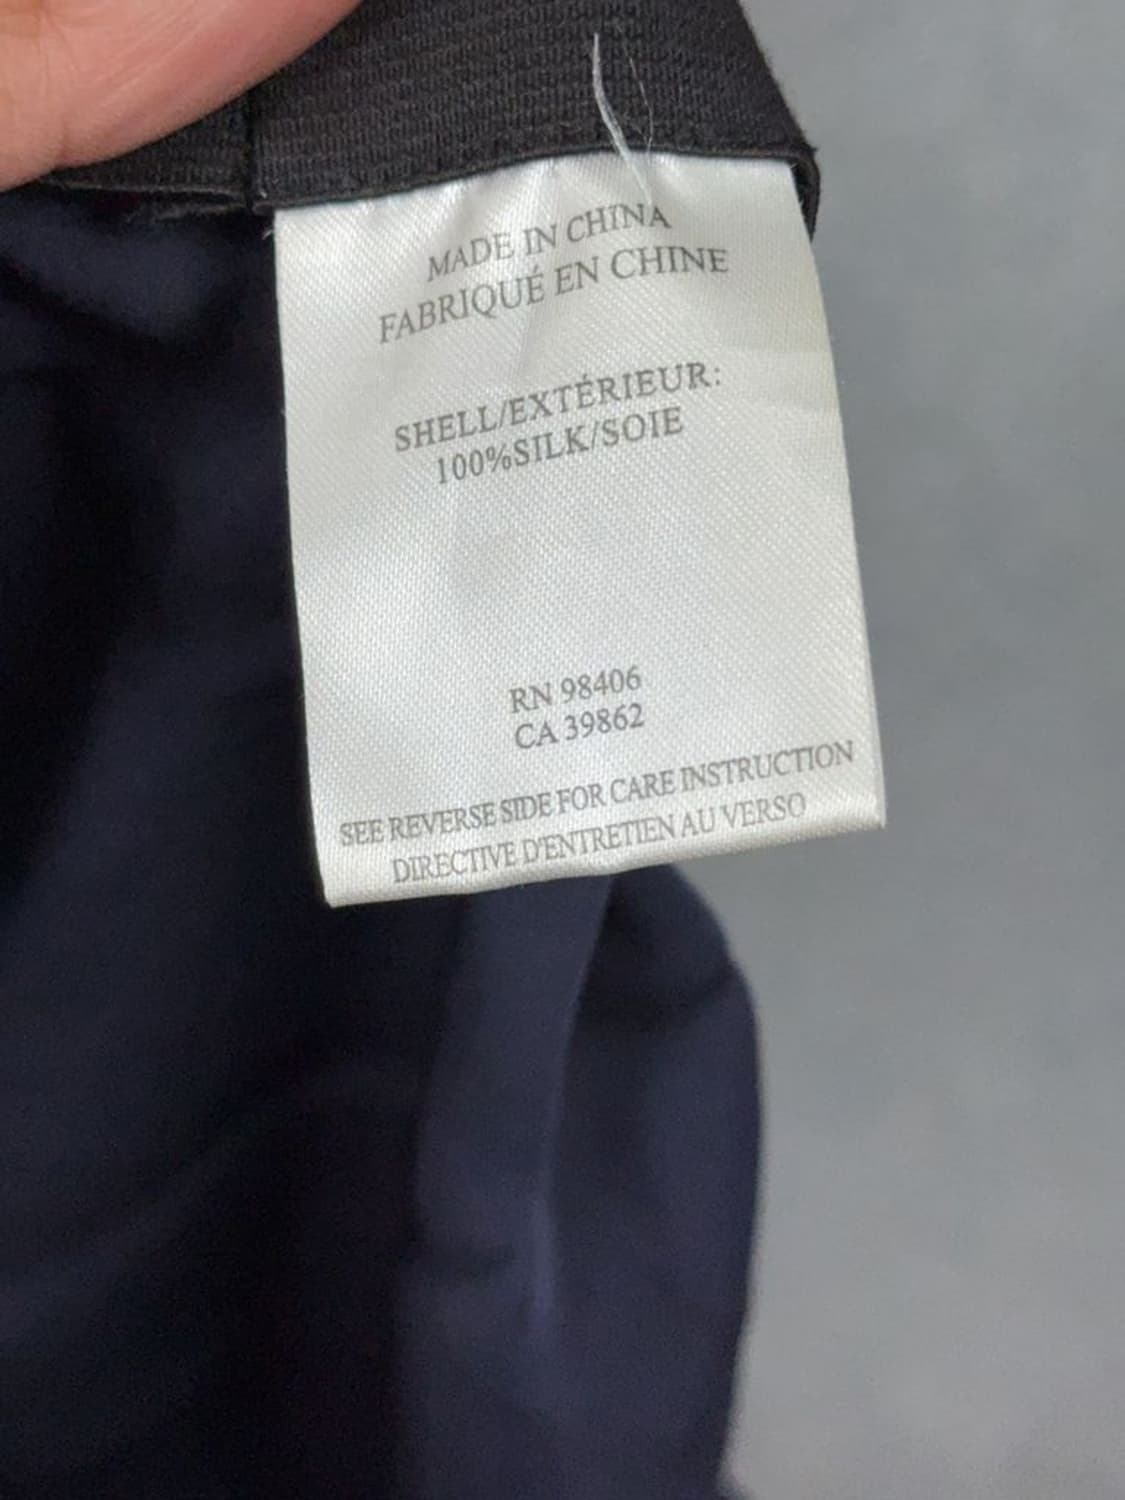 MADE IN CHINA
FABRIQUÉ EN CHINE
SHELL/EXTÉRIEUR:
100%SILK/SOIE
RN 98406
CA 39862
SEE REVERSE SIDE FOR CARE INSTRUCTION
DIRECTIVE D'ENTRETIEN AU VERSO